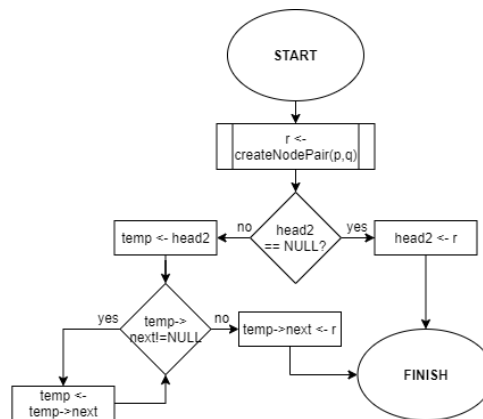 START
r <-
createNodePair(p,q)
no
head2
== NULL?
yes
temp <- head2
head2 <- r
yes
temp->
next!=NULL
no
temp->next <- r
temp <-
temp->next
FINISH